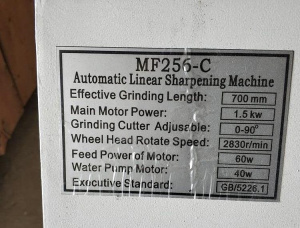 MF256-C
Automatic Linear Sharpening Machine
Effective Grinding Length: 700 mm
Main Motor Power: 1.5 kw
Grinding Cutter Adjusable: 0-90°
Wheel Head Rotate Speed: 2830r/min
Feed Power of Motor: 60w
Water Pump Motor: 40w
Executive Standard: GB/5226.1